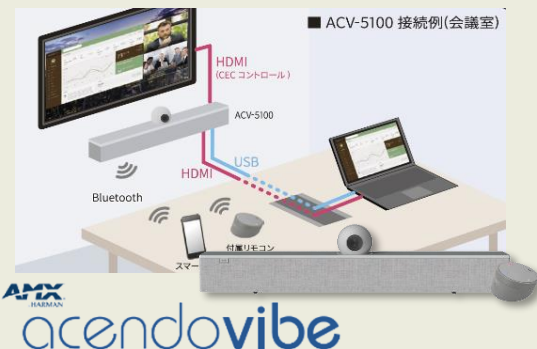 ■ ACV-5100 接続例(会議室)
HDMI
(CEC コントロール)
ACV-5100
USB
HDMI
Bluetooth
付属リモコン
スマー
AMX
HARMAN
acendovibe